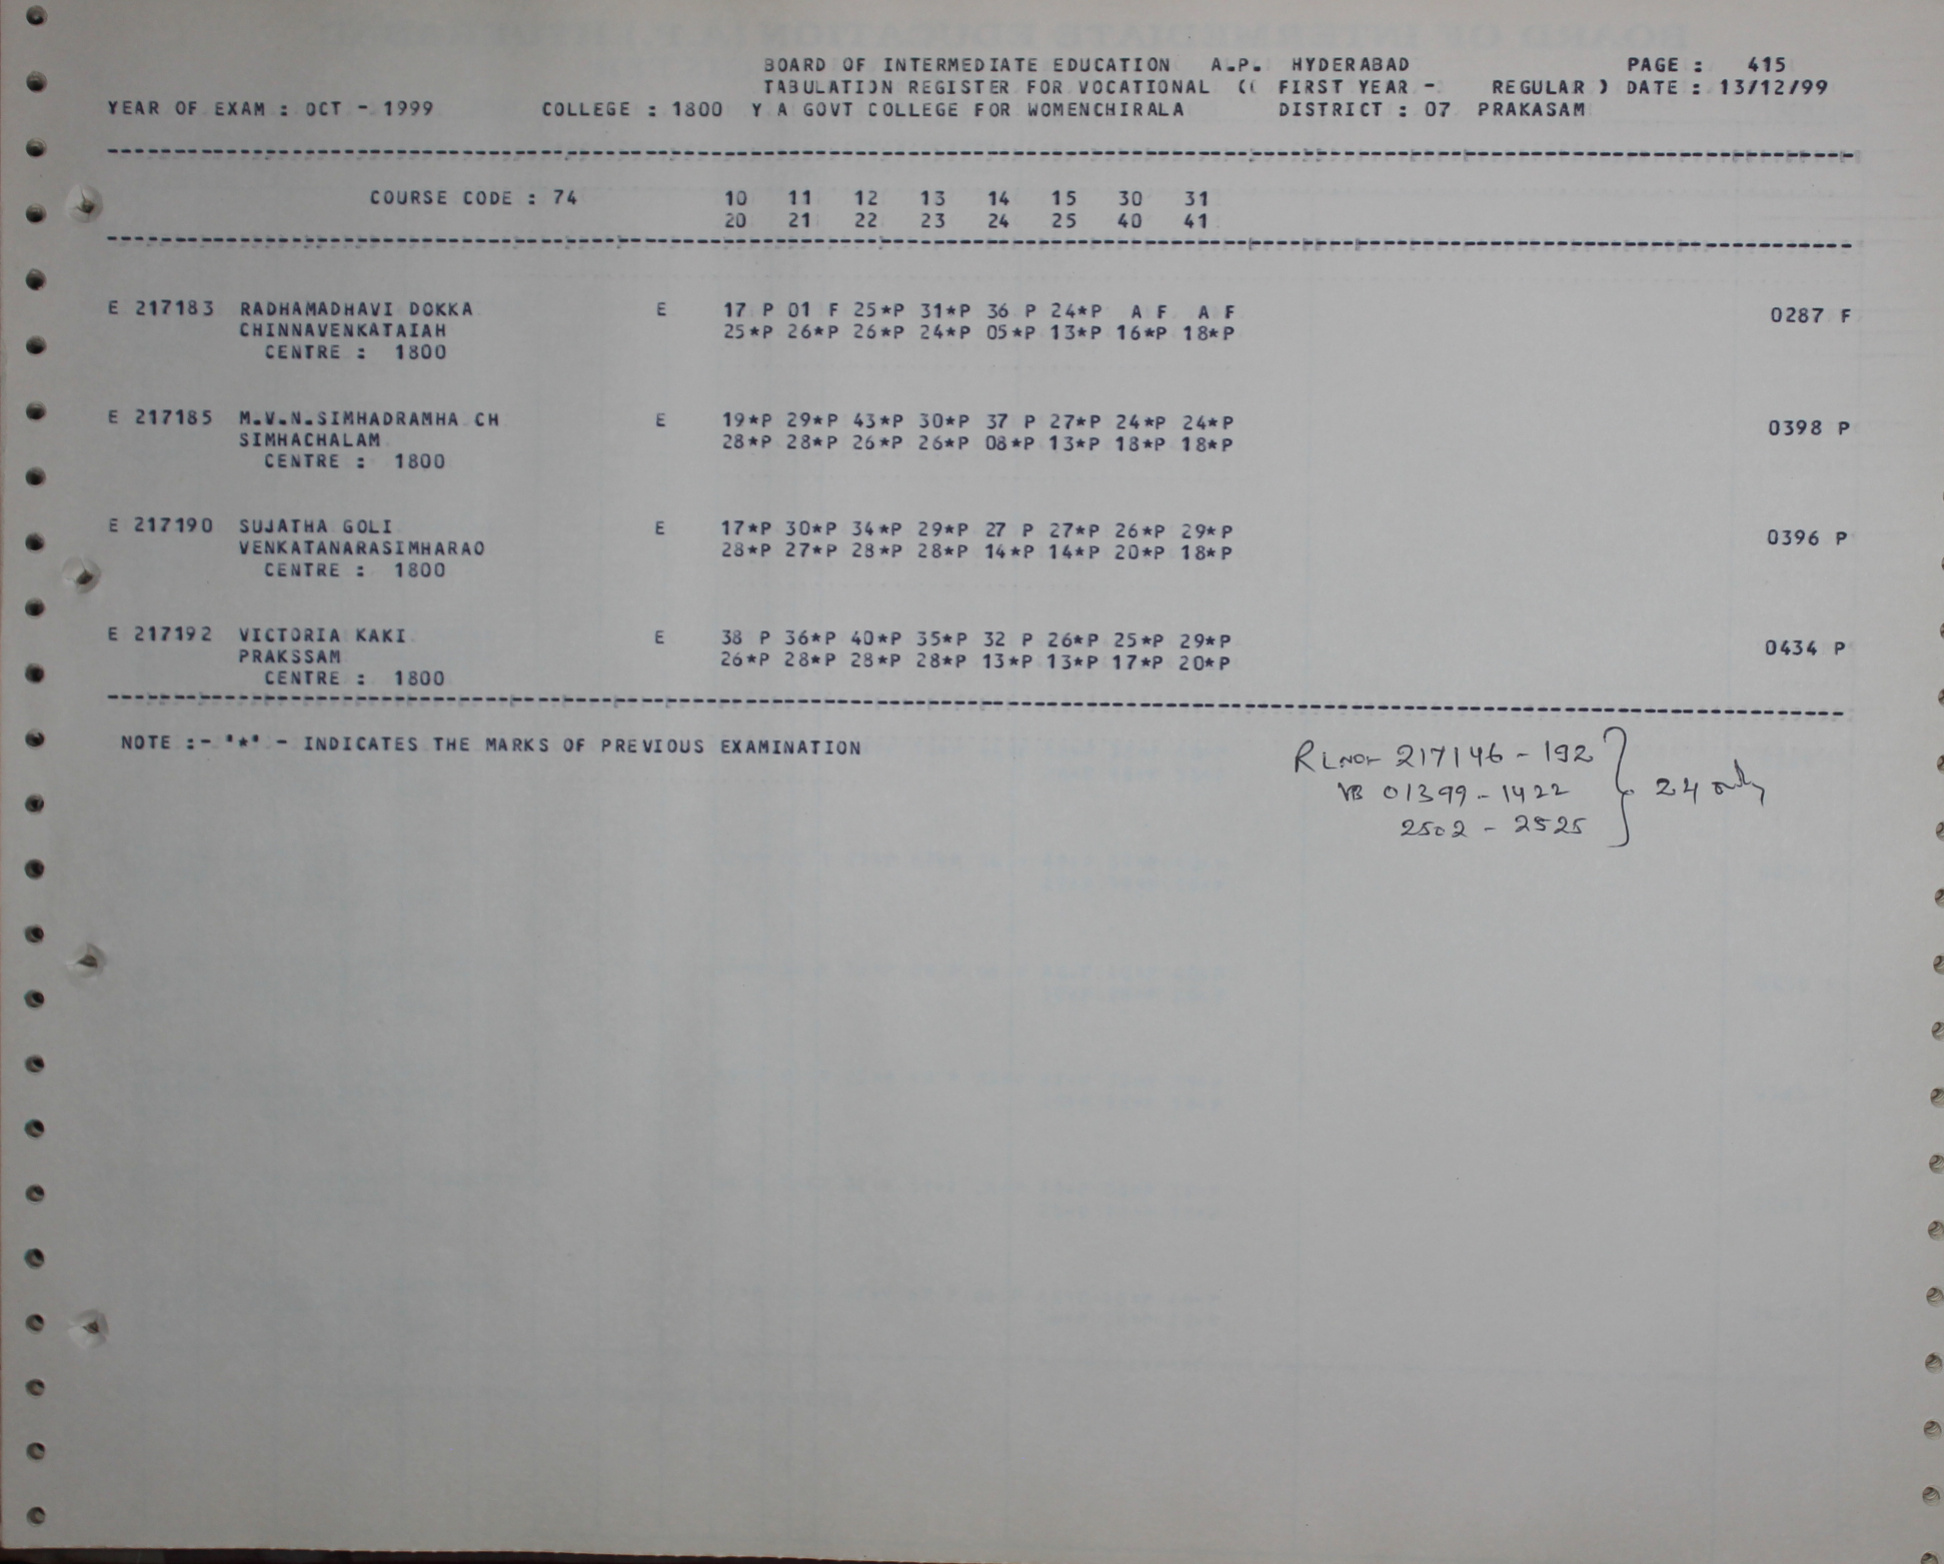 BOARD OF INTERMEDIATE EDUCATION A.P. HYDERABAD PAGE : 415
TABULATION REGISTER FOR VOCATIONAL (( FIRST YEAR - REGULAR ) DATE : 13/12/99
YEAR OF EXAM : OCT - 1999 COLLEGE : 1800 Y A GOVT COLLEGE FOR WOMENCHIRALA DISTRICT : 07 PRAKASAM
COURSE CODE : 74 10 11 12 13 14 15 30 31
20 21 22 23 24 25 40 41
E 217183 RADHAMADHAVI DOKKA E 17 P 01 F 25*P 31*P 36 P 24*P A F A F 0287 F
CHINNAVENKATAIAH 25*P 26*P 26*P 24*P 05*P 13*P 16*P 18*P
CENTRE : 1800
E 217185 M.V.N.SIMHADRAMHA CH E 19*P 29*P 43*P 30*P 37 P 27*P 24*P 24*P 0398 P
SIMHACHALAM 28*P 28*P 26*P 26*P 08*P 13*P 18*P 18*P
CENTRE : 1800
E 217190 SUJATHA GOLI E 17*P 30*P 34*P 29*P 27 P 27*P 26*P 29*P 0396 P
VENKATANARASIMHARAO 28*P 27*P 28*P 28*P 14*P 14*P 20*P 18*P
CENTRE : 1800
E 217192 VICTORIA KAKI E 38 P 36*P 40*P 35*P 32 P 26*P 25*P 29*P 0434 P
PRAKSSAM 26*P 28*P 28*P 28*P 13*P 13*P 17*P 20*P
CENTRE : 1800
NOTE :- "*" - INDICATES THE MARKS OF PREVIOUS EXAMINATION
217146 - 192
VB 01399 - 1422 24 only
2502 - 2525